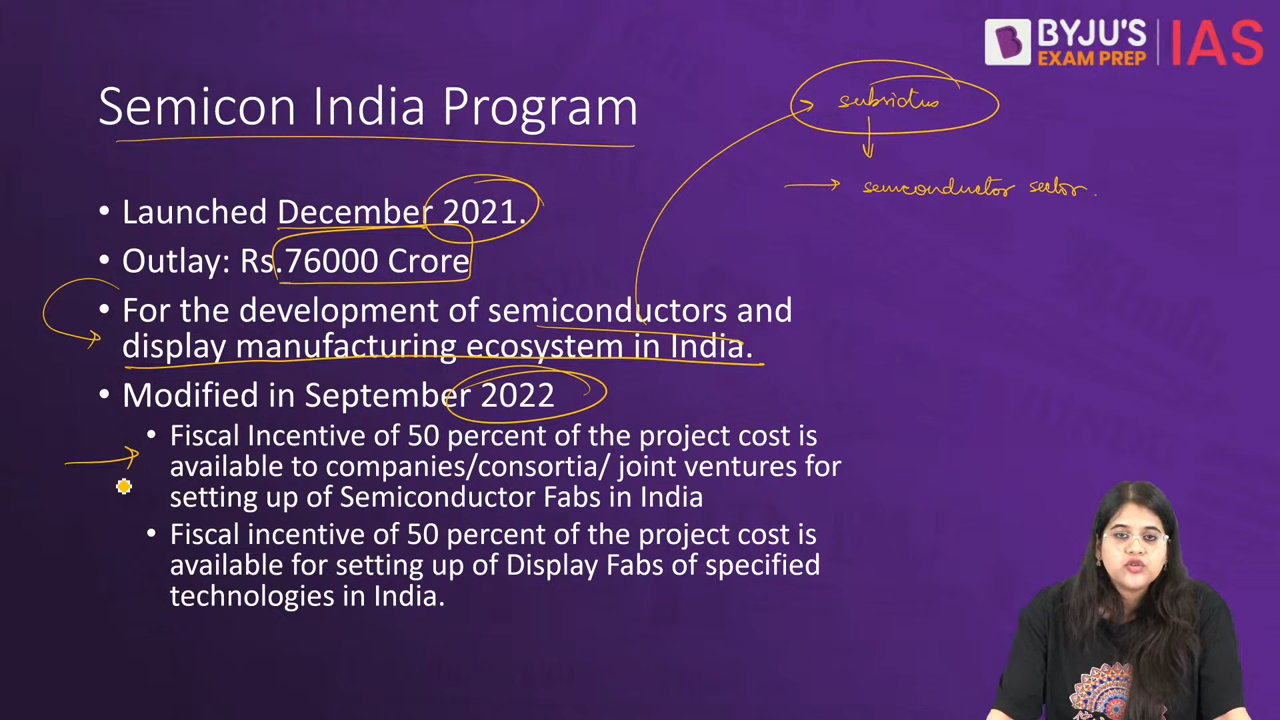 BYJU'S
EXAM PREP
IAS
Semicon India Program
subsidies
semiconductor sector.
• Launched December 2021.
• Outlay: Rs.76000 Crore
• For the development of semiconductors and
display manufacturing ecosystem in India.
• Modified in September 2022
• Fiscal Incentive of 50 percent of the project cost is
available to companies/consortia/ joint ventures for
setting up of Semiconductor Fabs in India
• Fiscal incentive of 50 percent of the project cost is
available for setting up of Display Fabs of specified
technologies in India.